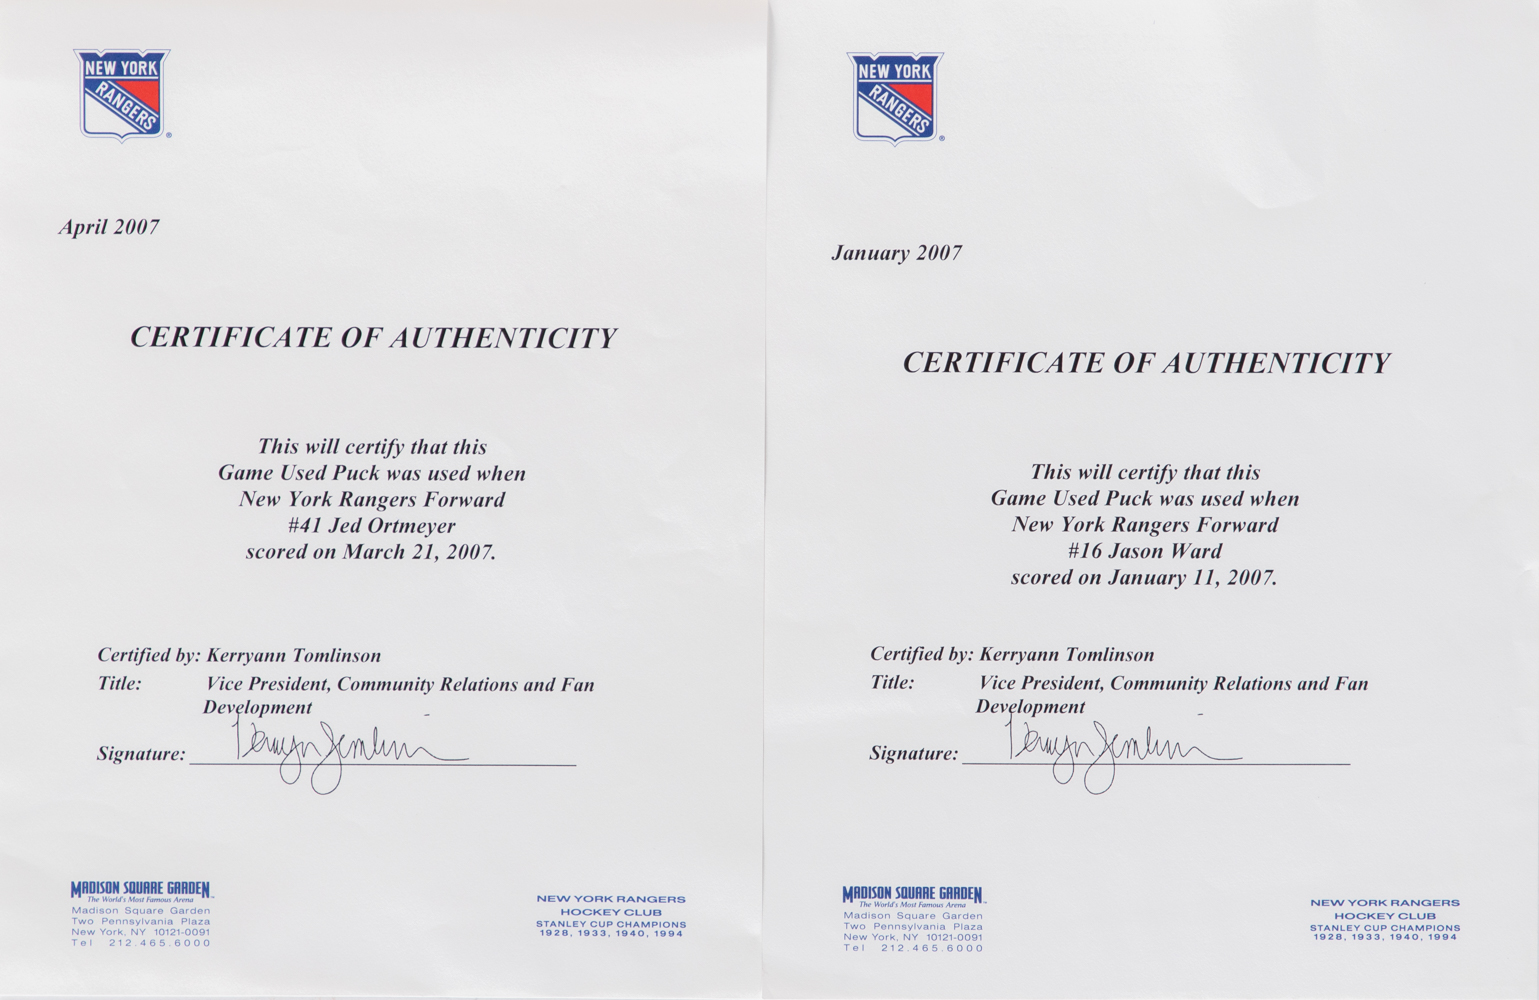 NEW YORK
RANGERS
®
April 2007
CERTIFICATE OF AUTHENTICITY
This will certify that this
Game Used Puck was used when
New York Rangers Forward
#41 Jed Ortmeyer
scored on March 21, 2007.
Certified by: Kerryann Tomlinson
Title: Vice President, Community Relations and Fan
Development
Signature: Kerryann Tomlinson
MADISON SQUARE GARDEN™
The World's Most Famous Arena
Madison Square Garden
Two Pennsylvania Plaza
New York, NY 10121-0091
Tel 212.465.6000
NEW YORK RANGERS
HOCKEY CLUB
STANLEY CUP CHAMPIONS
1928, 1933, 1940, 1994
NEW YORK
RANGERS
®
January 2007
CERTIFICATE OF AUTHENTICITY
This will certify that this
Game Used Puck was used when
New York Rangers Forward
#16 Jason Ward
scored on January 11, 2007.
Certified by: Kerryann Tomlinson
Title: Vice President, Community Relations and Fan
Development
Signature: Kerryann Tomlinson
MADISON SQUARE GARDEN™
The World's Most Famous Arena
Madison Square Garden
Two Pennsylvania Plaza
New York, NY 10121-0091
Tel 212.465.6000
NEW YORK RANGERS
HOCKEY CLUB
STANLEY CUP CHAMPIONS
1928, 1933, 1940, 1994